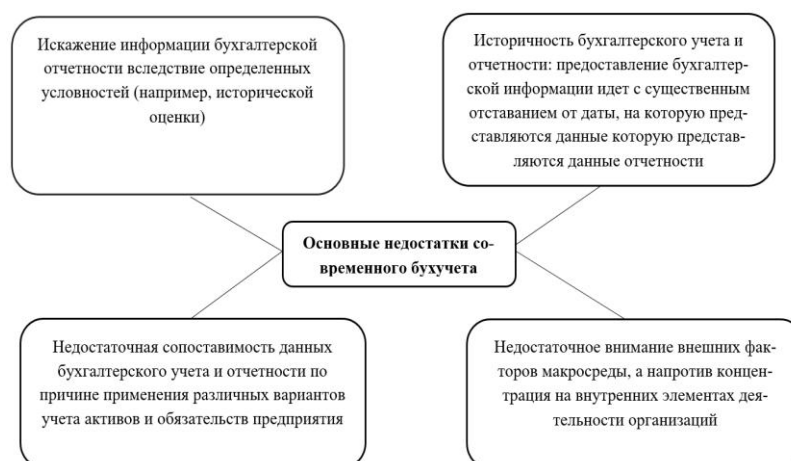 Искажение информации бухгалтерской
отчетности вследствие определенных
условностей (например, исторической
оценки)
Историчность бухгалтерского учета и
отчетности: предоставление бухгалтер-
ской информации идет с существенным
отставанием от даты, на которую пред-
ставляются данные которую представ-
ляются данные отчетности
Основные недостатки со-
временного бухучета
Недостаточная сопоставимость данных
бухгалтерского учета и отчетности по
причине применения различных вариантов
учета активов и обязательств предприятия
Недостаточное внимание внешних фак-
торов макросреды, а напротив концен-
трация на внутренних элементах дея-
тельности организаций